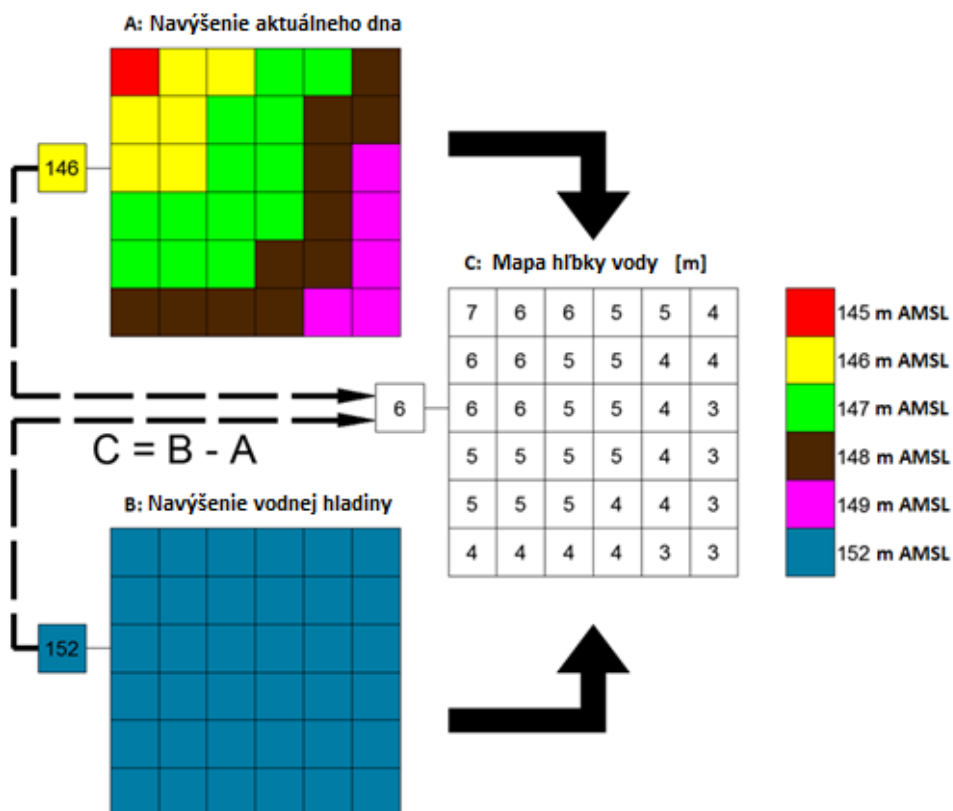 A: Navýšenie aktuálneho dna
146
C: Mapa hľbky vody [m]
7 6 6 5 5 4
6 6 5 5 4 4
6 6 5 5 4 3
5 5 5 5 4 3
5 5 5 4 4 3
4 4 4 4 3 3
6
C = B - A
145 m AMSL
146 m AMSL
147 m AMSL
148 m AMSL
149 m AMSL
152 m AMSL
B: Navýšenie vodnej hladiny
152